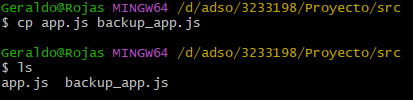 Geraldo@Rojas MINGW64 /d/adso/3233198/Proyecto/src
$ cp app.js backup_app.js
Geraldo@Rojas MINGW64 /d/adso/3233198/Proyecto/src
$ ls
app.js  backup_app.js